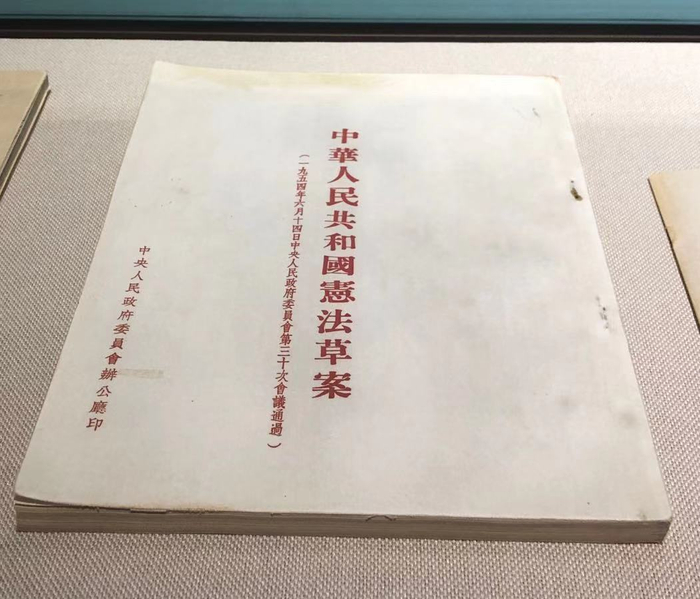 中華人民共和國憲法草案
（一九五四年六月十四日中央人民政府委員會第三十次會議通過）
中央人民政府委員會辦公廳印